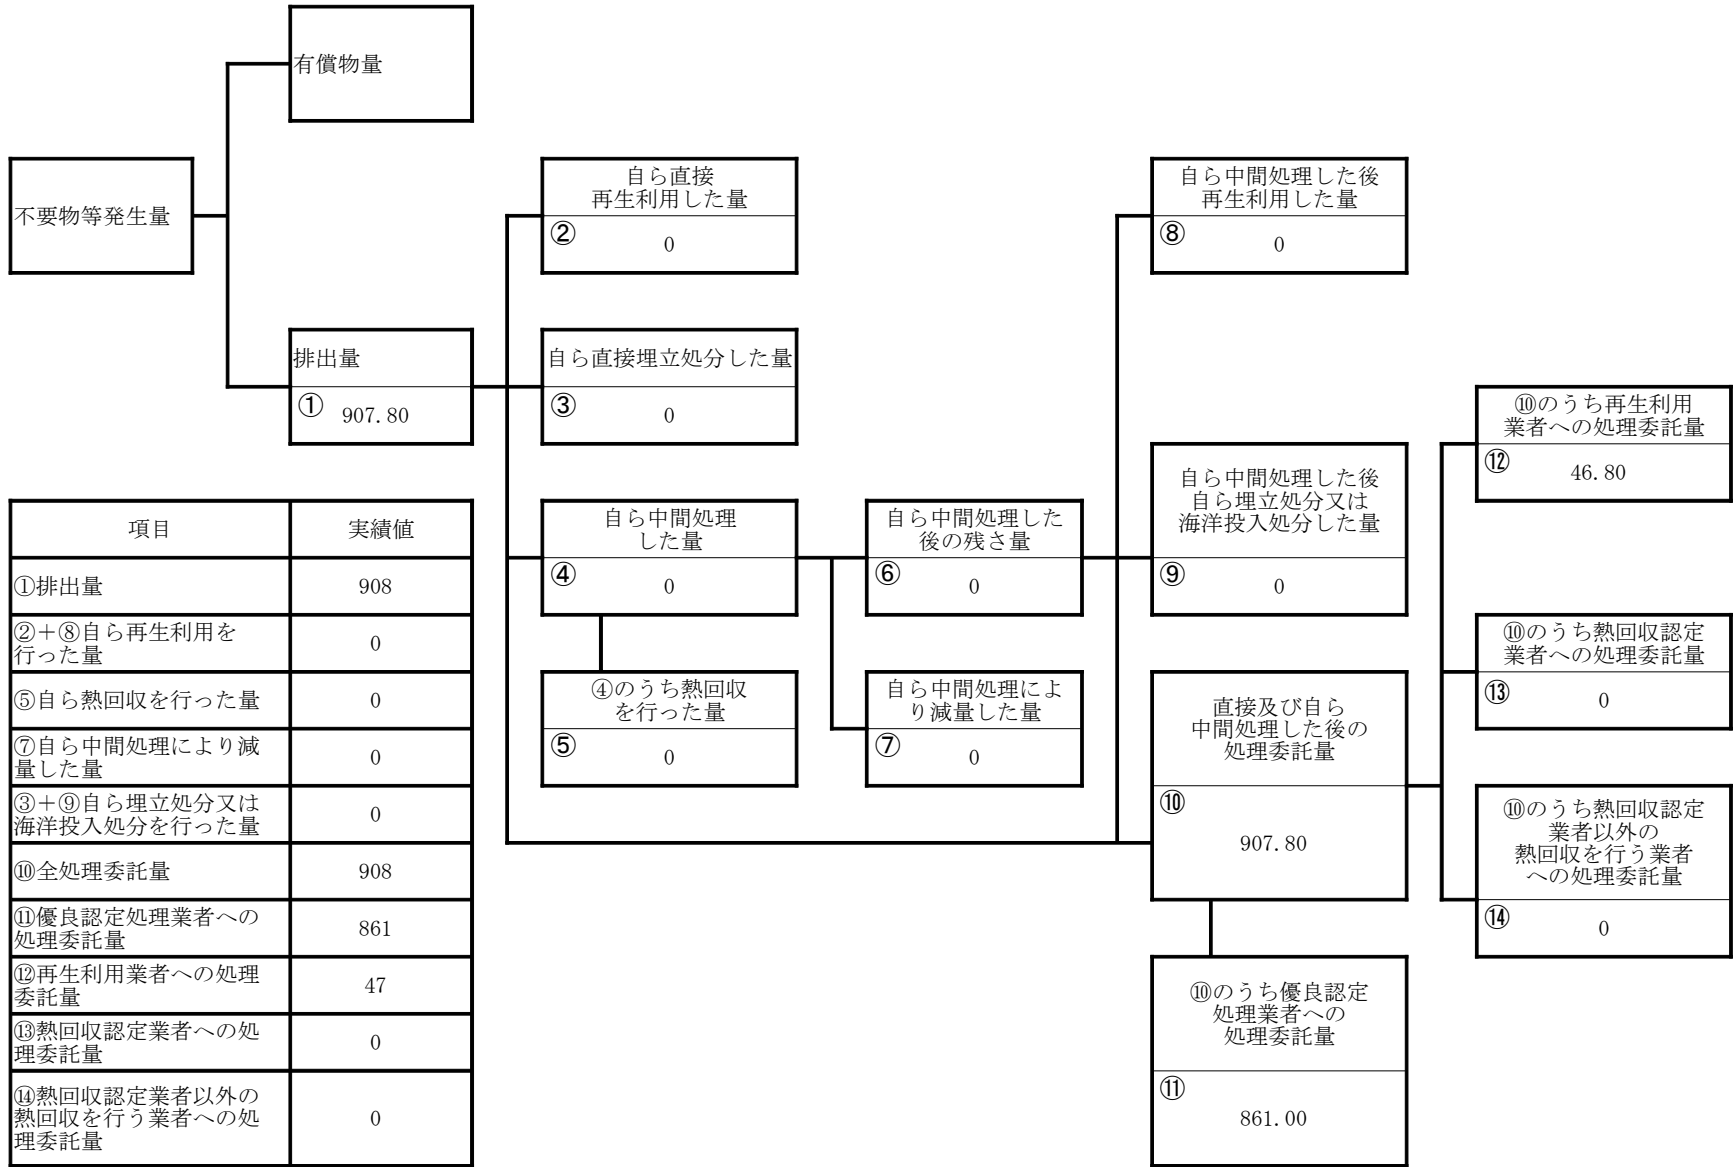 有償物量
不要物等発生量
自ら直接
再生利用した量
②
0
自ら中間処理した後
再生利用した量
⑧
0
排出量
①
907.80
自ら直接埋立処分した量
③
0
⑩のうち再生利用
業者への処理委託量
⑫
46.80
自ら中間処理
した量
④
0
自ら中間処理した
後の残さ量
⑥
0
自ら中間処理した後
自ら埋立処分又は
海洋投入処分した量
⑨
0
⑩のうち熱回収認定
業者への処理委託量
⑬
0
④のうち熱回収
を行った量
⑤
0
自ら中間処理によ
り減量した量
⑦
0
直接及び自ら
中間処理した後の
処理委託量
⑩
907.80
⑩のうち熱回収認定
業者以外の
熱回収を行う業者
への処理委託量
⑭
0
⑩のうち優良認定
処理業者への
処理委託量
⑪
861.00
項目 実績値
①排出量 908
②+⑧自ら再生利用を
行った量 0
⑤自ら熱回収を行った量 0
⑦自ら中間処理により減
量した量 0
③+⑨自ら埋立処分又は
海洋投入処分を行った量 0
⑩全処理委託量 908
⑪優良認定処理業者への
処理委託量 861
⑫再生利用業者への処理
委託量 47
⑬熱回収認定業者への処
理委託量 0
⑭熱回収認定業者以外の
熱回収を行う業者への処
理委託量 0